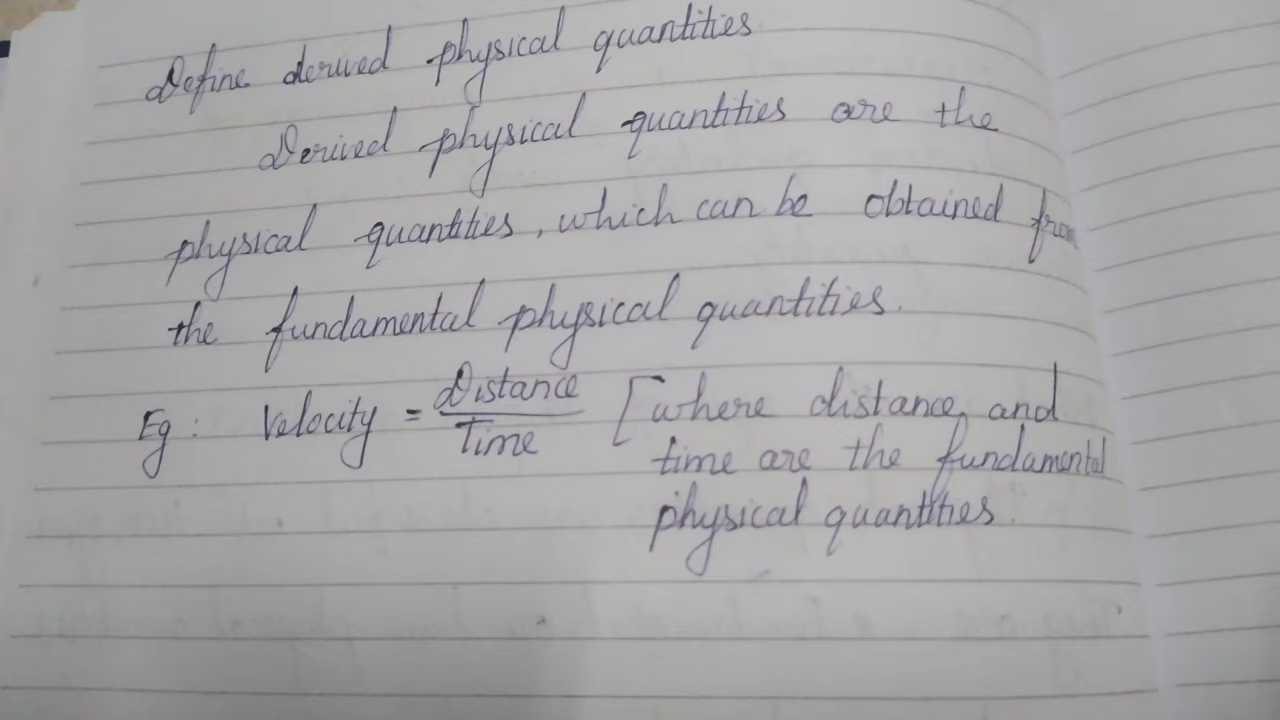 Define derived physical quantities
Derived physical quantities are the
physical quantities, which can be obtained from
the fundamental physical quantities.
Eg: Velocity = Distance / Time [where distance, and
time are the fundamental
physical quantities.